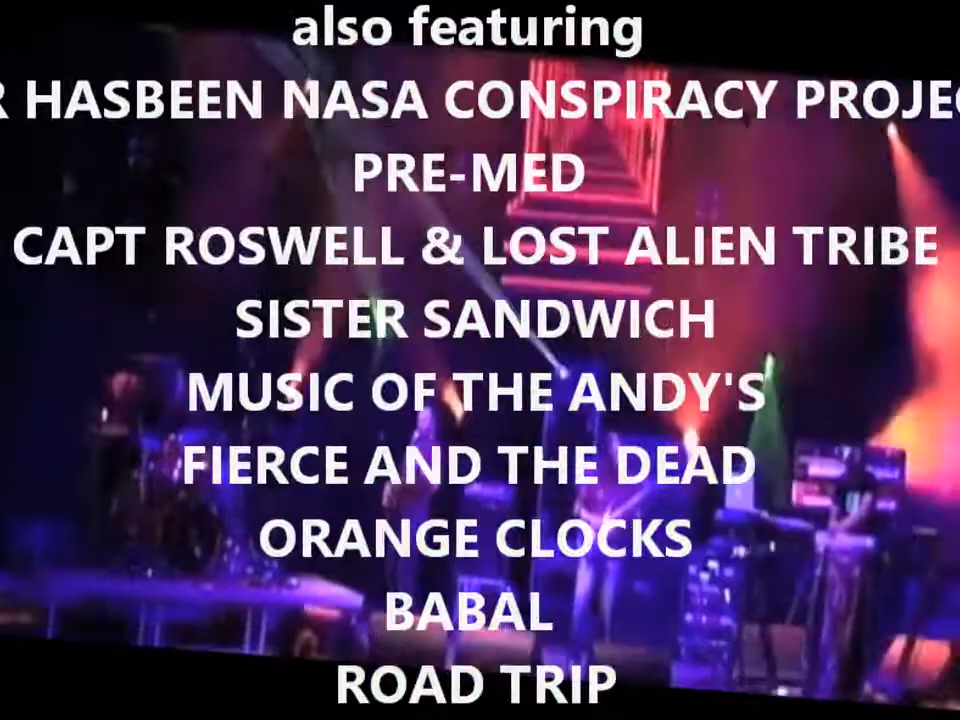 also featuring
R HASBEEN NASA CONSPIRACY PROJEC
PRE-MED
CAPT ROSWELL & LOST ALIEN TRIBE
SISTER SANDWICH
MUSIC OF THE ANDY'S
FIERCE AND THE DEAD
ORANGE CLOCKS
BABAL
ROAD TRIP